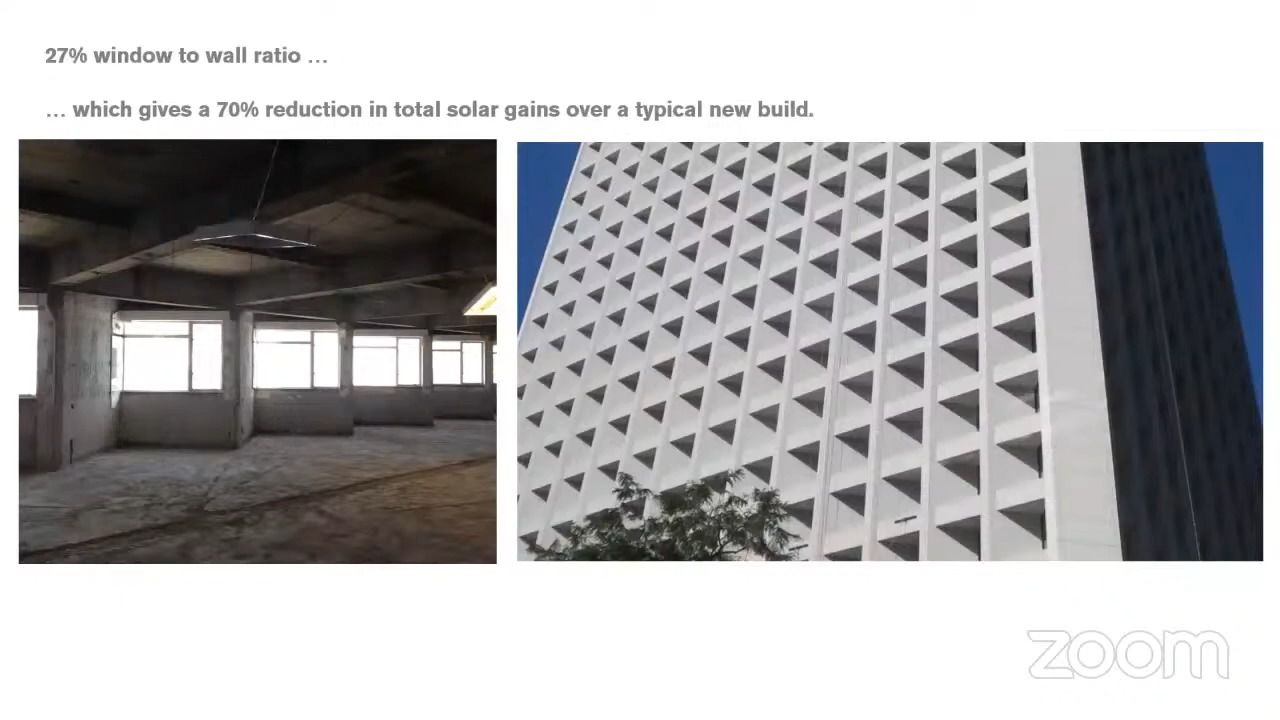 27% window to wall ratio …
… which gives a 70% reduction in total solar gains over a typical new build.
zoom